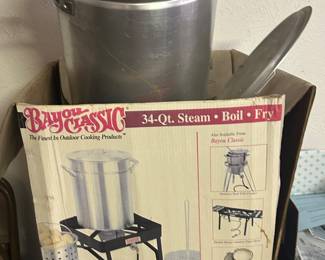 BAYOU CLASSIC
The Finest In Outdoor Cooking Products
34-Qt. Steam • Boil • Fry
Also Available From
Bayou Classic